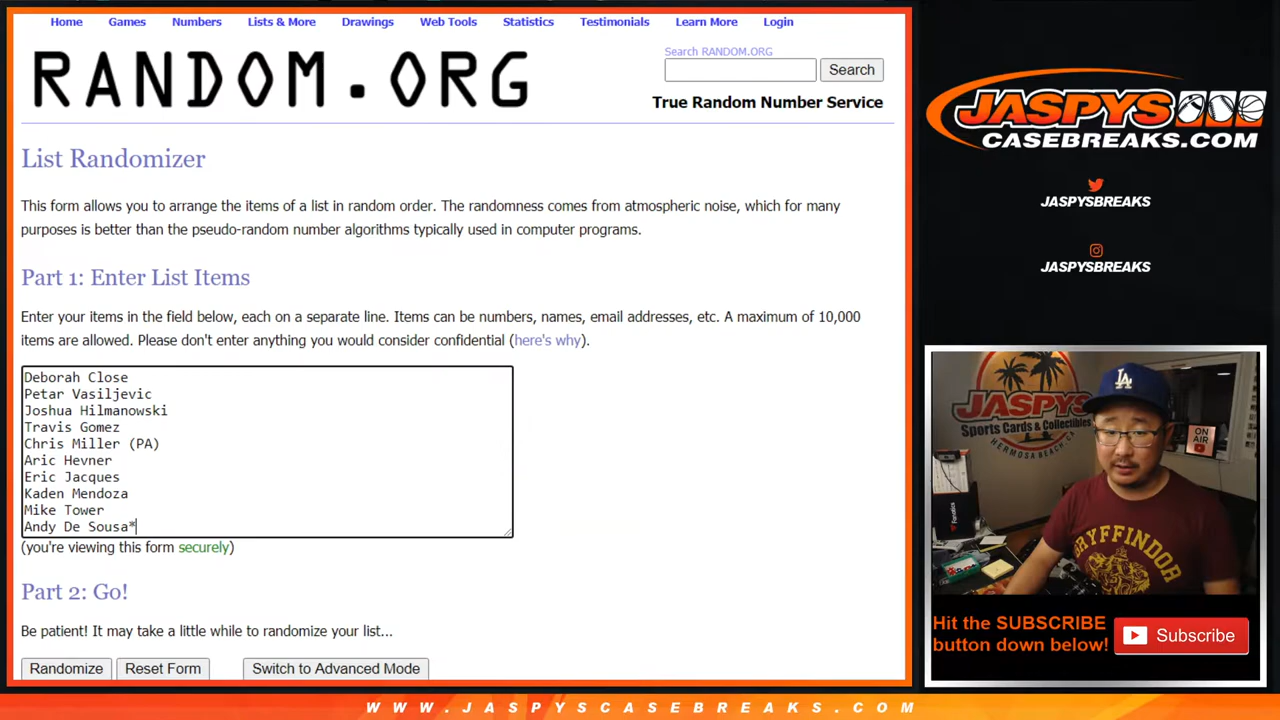 Home Games Numbers Lists & More Drawings Web Tools Statistics Testimonials Learn More Login
RANDOM.ORG
Search RANDOM.ORG
Search
True Random Number Service
List Randomizer
This form allows you to arrange the items of a list in random order. The randomness comes from atmospheric noise, which for many
purposes is better than the pseudo-random number algorithms typically used in computer programs.
Part 1: Enter List Items
Enter your items in the field below, each on a separate line. Items can be numbers, names, email addresses, etc. A maximum of 10,000
items are allowed. Please don't enter anything you would consider confidential (here's why).
Deborah Close
Petar Vasiljevic
Joshua Hilmanowski
Travis Gomez
Chris Miller (PA)
Aric Hevner
Eric Jacques
Kaden Mendoza
Mike Tower
Andy De Sousa*
(you're viewing this form securely)
Part 2: Go!
Be patient! It may take a little while to randomize your list...
Randomize Reset Form Switch to Advanced Mode
JASPYS
CASEBREAKS.COM
JASPYSBREAKS
JASPYSBREAKS
JASPYS
Sports Cards & Collectibles
HERMOSA BEACH, CA
ON
AIR
LA
Fanatics
GRYFFINDOR
Hit the SUBSCRIBE
button down below!
Subscribe
WWW.JASPYSCASEBREAKS.COM